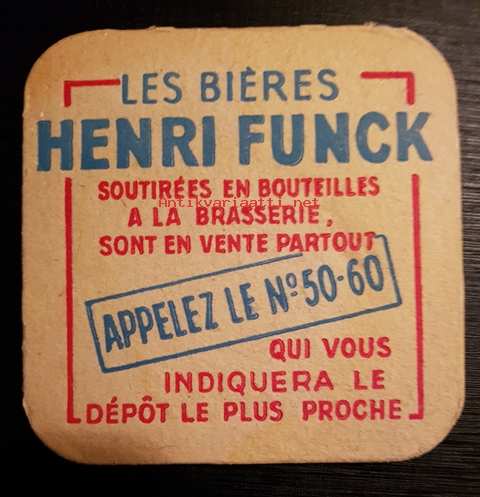 LES BIÈRES
HENRI FUNCK
SOUTIRÉES EN BOUTEILLES
Antikvariaatti.net
A LA BRASSERIE,
SONT EN VENTE PARTOUT
APPELEZ LE Nº 50-60
QUI VOUS
INDIQUERA LE
DÉPÔT LE PLUS PROCHE